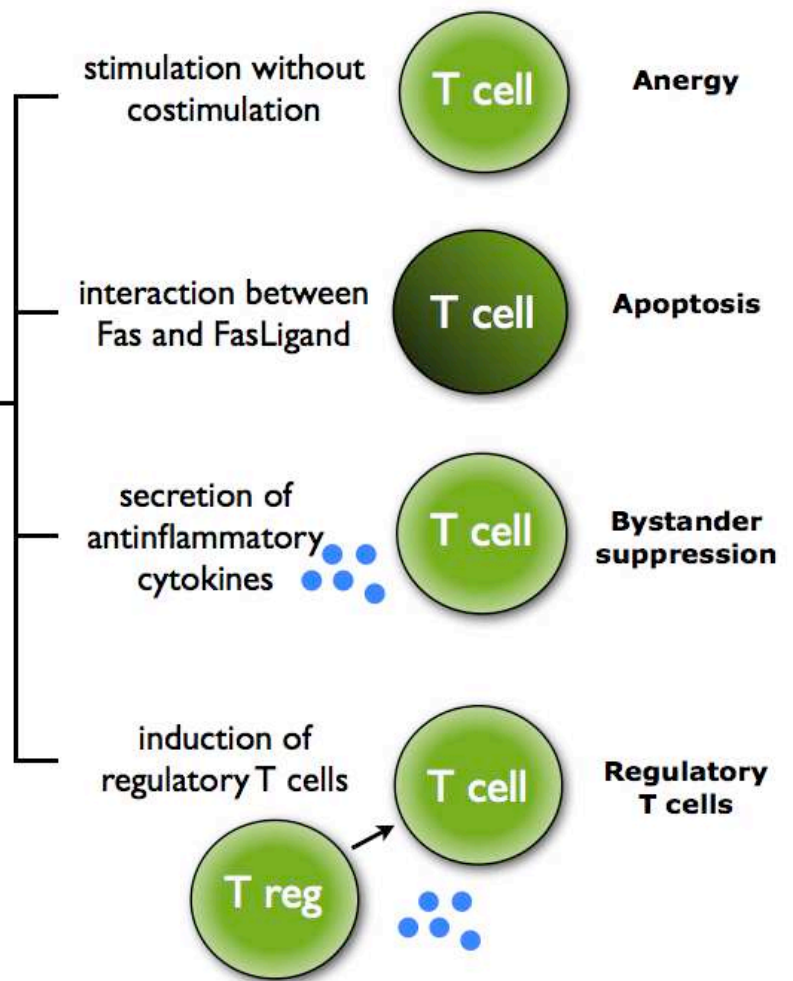 stimulation without
costimulation
T cell
Anergy
interaction between
Fas and FasLigand
T cell
Apoptosis
secretion of
antinflammatory
cytokines
T cell
Bystander
suppression
induction of
regulatory T cells
T cell
Regulatory
T cells
T reg